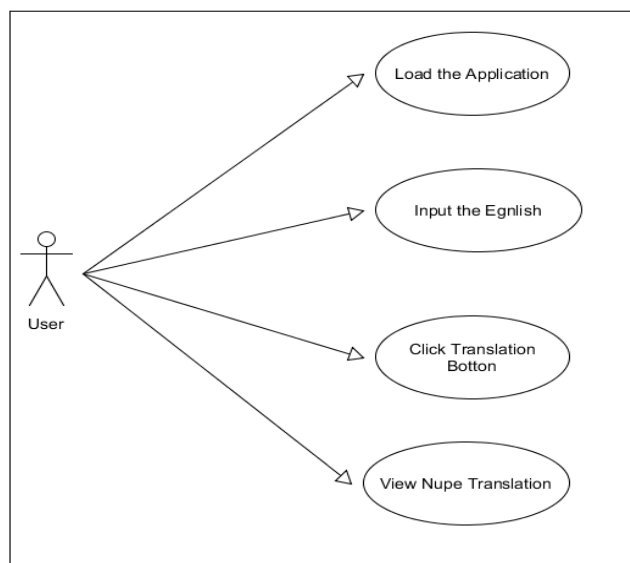 Load the Application
Input the Egnlish
User
Click Translation
Botton
View Nupe Translation